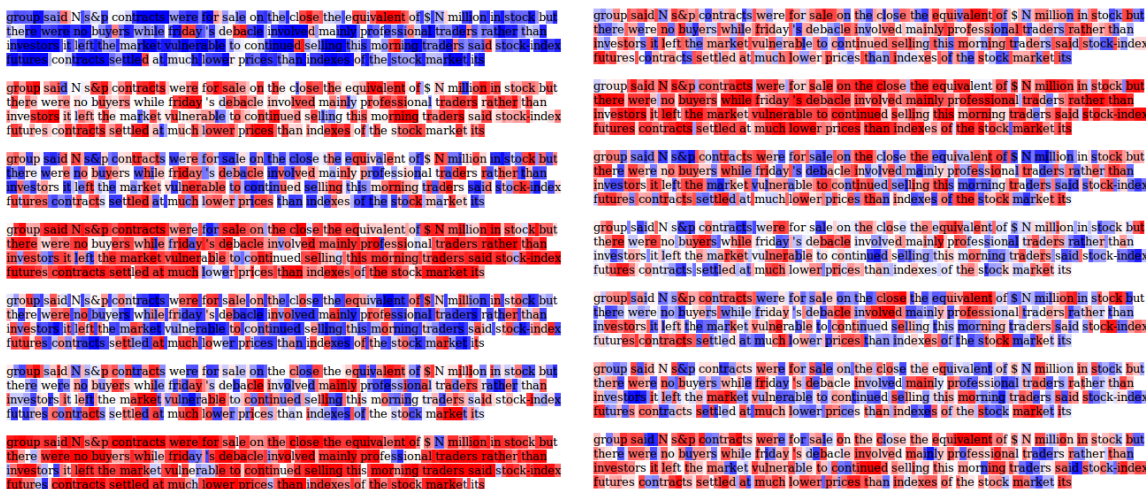 group said N s&p contracts were for sale on the close the equivalent of $ N million in stock but
there were no buyers while friday 's debacle involved mainly professional traders rather than
investors it left the market vulnerable to continued selling this morning traders said stock-index
futures contracts settled at much lower prices than indexes of the stock market its
group said N s&p contracts were for sale on the close the equivalent of $ N million in stock but
there were no buyers while friday 's debacle involved mainly professional traders rather than
investors it left the market vulnerable to continued selling this morning traders said stock-index
futures contracts settled at much lower prices than indexes of the stock market its
group said N s&p contracts were for sale on the close the equivalent of $ N million in stock but
there were no buyers while friday 's debacle involved mainly professional traders rather than
investors it left the market vulnerable to continued selling this morning traders said stock-index
futures contracts settled at much lower prices than indexes of the stock market its
group said N s&p contracts were for sale on the close the equivalent of $ N million in stock but
there were no buyers while friday 's debacle involved mainly professional traders rather than
investors it left the market vulnerable to continued selling this morning traders said stock-index
futures contracts settled at much lower prices than indexes of the stock market its
group said N s&p contracts were for sale on the close the equivalent of $ N million in stock but
there were no buyers while friday 's debacle involved mainly professional traders rather than
investors it left the market vulnerable to continued selling this morning traders said stock-index
futures contracts settled at much lower prices than indexes of the stock market its
group said N s&p contracts were for sale on the close the equivalent of $ N million in stock but
there were no buyers while friday 's debacle involved mainly professional traders rather than
investors it left the market vulnerable to continued selling this morning traders said stock-index
futures contracts settled at much lower prices than indexes of the stock market its
group said N s&p contracts were for sale on the close the equivalent of $ N million in stock but
there were no buyers while friday 's debacle involved mainly professional traders rather than
investors it left the market vulnerable to continued selling this morning traders said stock-index
futures contracts settled at much lower prices than indexes of the stock market its
group said N s&p contracts were for sale on the close the equivalent of $ N million in stock but
there were no buyers while friday 's debacle involved mainly professional traders rather than
investors it left the market vulnerable to continued selling this morning traders said stock-index
futures contracts settled at much lower prices than indexes of the stock market its
group said N s&p contracts were for sale on the close the equivalent of $ N million in stock but
there were no buyers while friday 's debacle involved mainly professional traders rather than
investors it left the market vulnerable to continued selling this morning traders said stock-index
futures contracts settled at much lower prices than indexes of the stock market its
group said N s&p contracts were for sale on the close the equivalent of $ N million in stock but
there were no buyers while friday 's debacle involved mainly professional traders rather than
investors it left the market vulnerable to continued selling this morning traders said stock-index
futures contracts settled at much lower prices than indexes of the stock market its
group said N s&p contracts were for sale on the close the equivalent of $ N million in stock but
there were no buyers while friday 's debacle involved mainly professional traders rather than
investors it left the market vulnerable to continued selling this morning traders said stock-index
futures contracts settled at much lower prices than indexes of the stock market its
group said N s&p contracts were for sale on the close the equivalent of $ N million in stock but
there were no buyers while friday 's debacle involved mainly professional traders rather than
investors it left the market vulnerable to continued selling this morning traders said stock-index
futures contracts settled at much lower prices than indexes of the stock market its
group said N s&p contracts were for sale on the close the equivalent of $ N million in stock but
there were no buyers while friday 's debacle involved mainly professional traders rather than
investors it left the market vulnerable to continued selling this morning traders said stock-index
futures contracts settled at much lower prices than indexes of the stock market its
group said N s&p contracts were for sale on the close the equivalent of $ N million in stock but
there were no buyers while friday 's debacle involved mainly professional traders rather than
investors it left the market vulnerable to continued selling this morning traders said stock-index
futures contracts settled at much lower prices than indexes of the stock market its